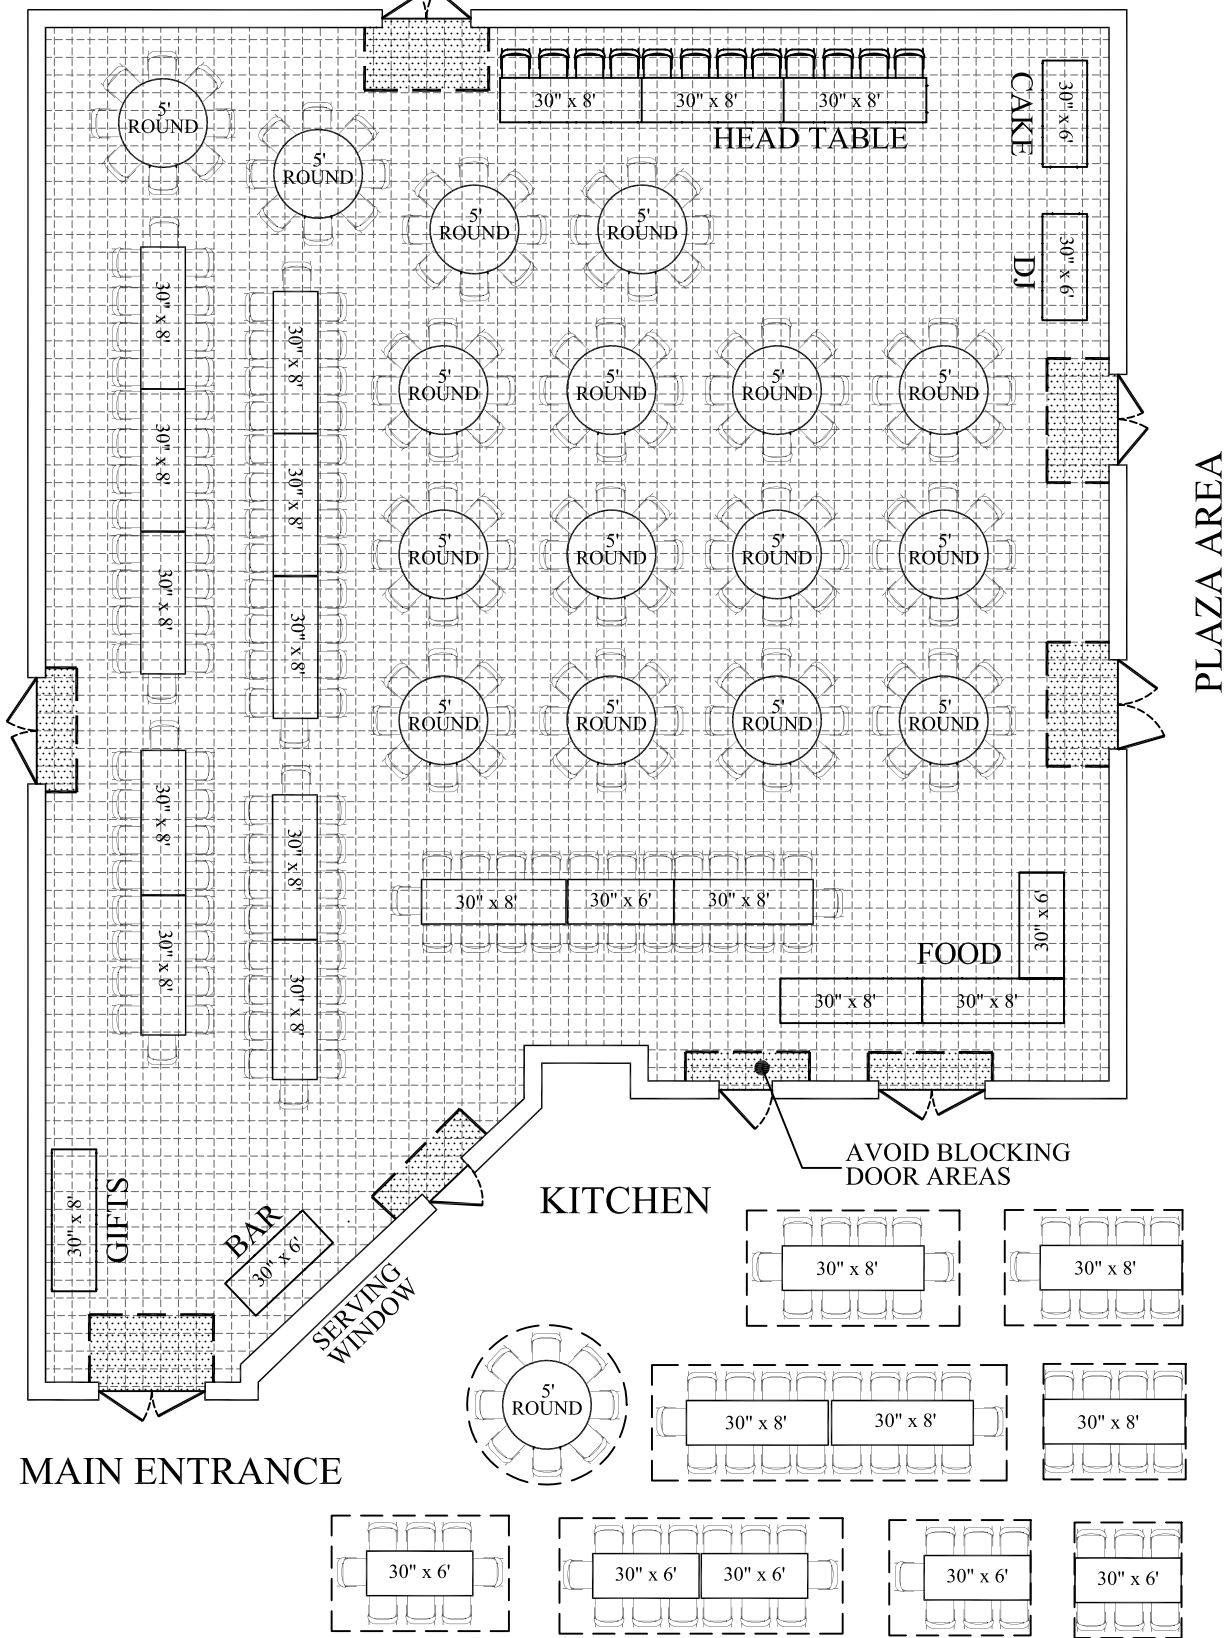 30" x 8'
30" x 8'
30" x 8'
HEAD TABLE
CAKE
30" x 6'
5'
ROUND
5'
ROUND
5'
ROUND
5'
ROUND
DJ
30" x 6'
30" x 8'
30" x 8'
30" x 8'
30" x 8'
30" x 8'
30" x 8'
5'
ROUND
5'
ROUND
5'
ROUND
5'
ROUND
5'
ROUND
5'
ROUND
5'
ROUND
5'
ROUND
5'
ROUND
5'
ROUND
5'
ROUND
5'
ROUND
PLAZA AREA
30" x 8'
30" x 8'
30" x 8'
30" x 8'
30" x 8'
30" x 6'
30" x 8'
30" x 6'
FOOD
30" x 8'
30" x 8'
AVOID BLOCKING
DOOR AREAS
KITCHEN
30" x 8'
GIFTS
BAR
30" x 6'
SERVING
WINDOW
MAIN ENTRANCE
30" x 8'
30" x 8'
5'
ROUND
30" x 8'
30" x 8'
30" x 8'
30" x 6'
30" x 6'
30" x 6'
30" x 6'
30" x 6'